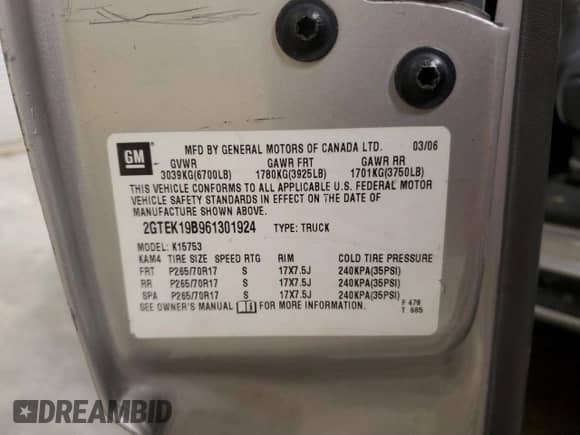 GM
MFD BY GENERAL MOTORS OF CANADA LTD. 03/06
GVWR GAWR FRT GAWR RR
3039KG(6700LB) 1780KG(3925LB) 1701KG(3750LB)
THIS VEHICLE CONFORMS TO ALL APPLICABLE U.S. FEDERAL MOTOR
VEHICLE SAFETY STANDARDS IN EFFECT ON THE DATE OF
MANUFACTURE SHOWN ABOVE.
2GTEK19B961301924 TYPE: TRUCK
MODEL: K15753
KAM4 TIRE SIZE SPEED RTG RIM COLD TIRE PRESSURE
FRT P265/70R17 S 17X7.5J 240KPA(35PSI)
RR P265/70R17 S 17X7.5J 240KPA(35PSI)
SPA P265/70R17 S 17X7.5J 240KPA(35PSI)
SEE OWNER'S MANUAL FOR MORE INFORMATION.
F 479
T 685
DREAMBID